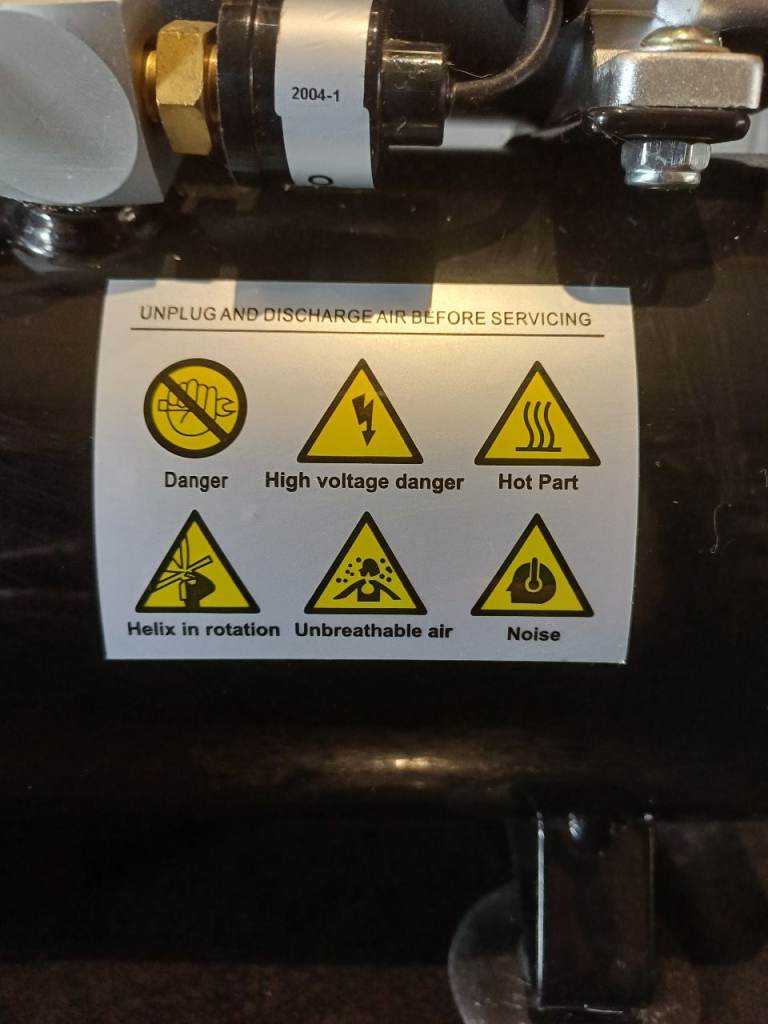 2004-1
UNPLUG AND DISCHARGE AIR BEFORE SERVICING
Danger
High voltage danger
Hot Part
Helix in rotation
Unbreathable air
Noise